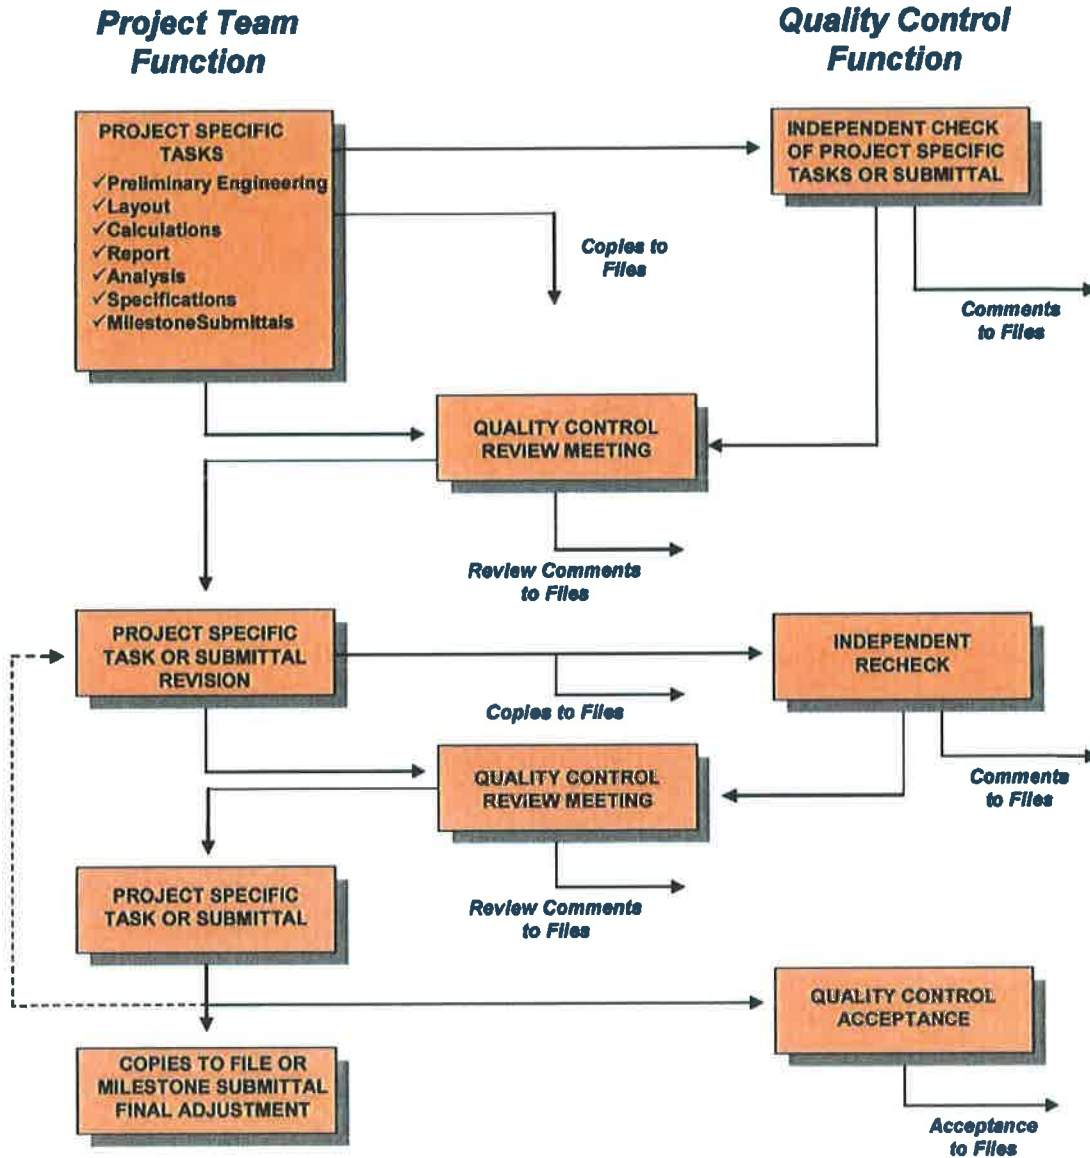 Project Team
Function
Quality Control
Function
PROJECT SPECIFIC
TASKS
✓Preliminary Engineering
✓Layout
✓Calculations
✓Report
✓Analysis
✓Specifications
✓MilestoneSubmittals
INDEPENDENT CHECK
OF PROJECT SPECIFIC
TASKS OR SUBMITTAL
Copies to
Files
Comments
to Files
QUALITY CONTROL
REVIEW MEETING
Review Comments
to Files
PROJECT SPECIFIC
TASK OR SUBMITTAL
REVISION
INDEPENDENT
RECHECK
Copies to Files
QUALITY CONTROL
REVIEW MEETING
Comments
to Files
PROJECT SPECIFIC
TASK OR SUBMITTAL
Review Comments
to Files
QUALITY CONTROL
ACCEPTANCE
COPIES TO FILE OR
MILESTONE SUBMITTAL
FINAL ADJUSTMENT
Acceptance
to Files